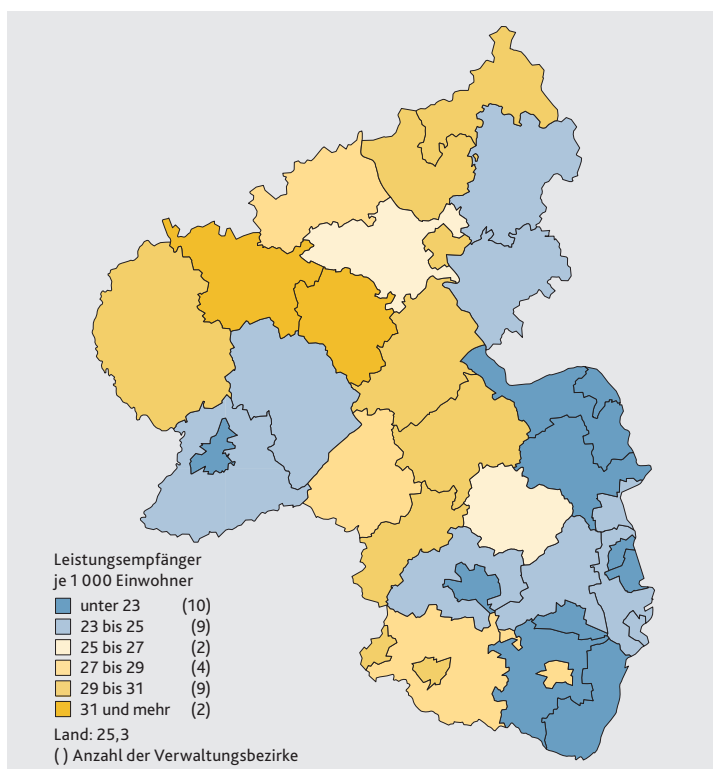 Leistungsempfänger
je 1 000 Einwohner
unter 23 (10)
23 bis 25 (9)
25 bis 27 (2)
27 bis 29 (4)
29 bis 31 (9)
31 und mehr (2)
Land: 25,3
( ) Anzahl der Verwaltungsbezirke